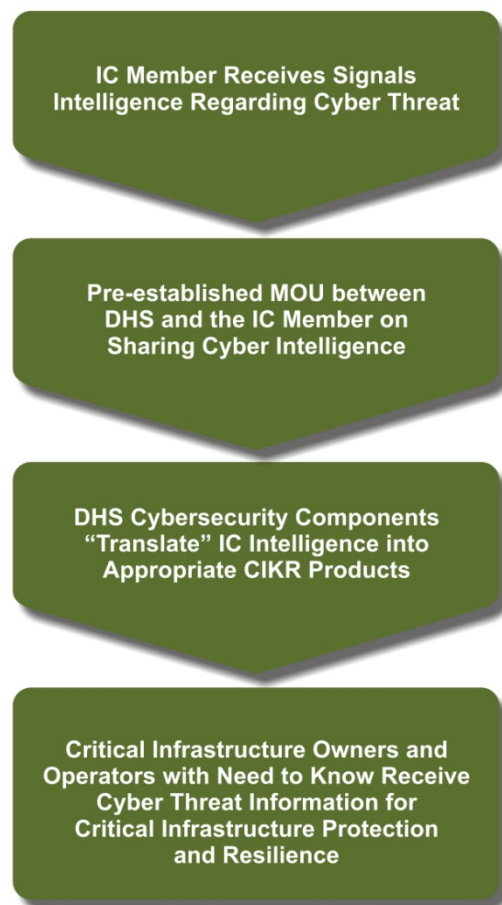 IC Member Receives Signals
Intelligence Regarding Cyber Threat
Pre-established MOU between
DHS and the IC Member on
Sharing Cyber Intelligence
DHS Cybersecurity Components
“Translate” IC Intelligence into
Appropriate CIKR Products
Critical Infrastructure Owners and
Operators with Need to Know Receive
Cyber Threat Information for
Critical Infrastructure Protection
and Resilience